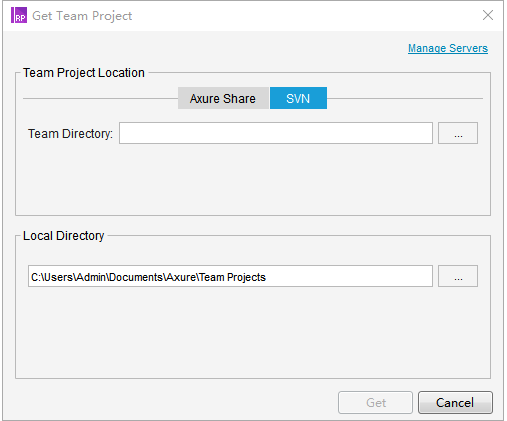 RP Get Team Project
Manage Servers
Team Project Location
Axure Share SVN
Team Directory: ...
Local Directory
C:\Users\Admin\Documents\Axure\Team Projects ...
Get Cancel